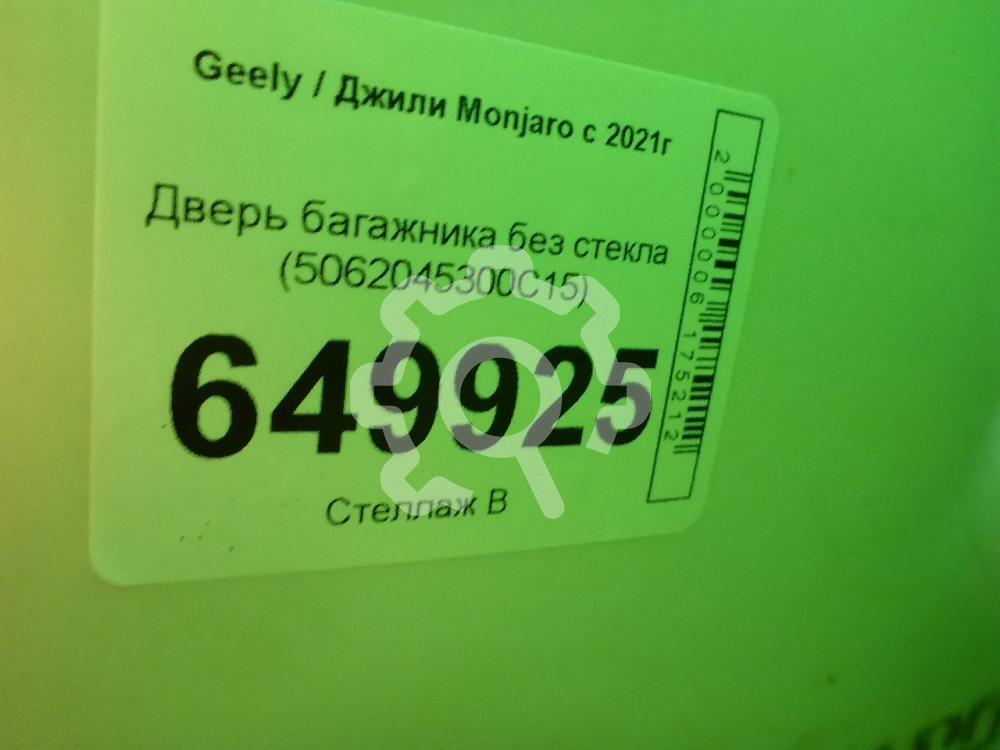 Geely / Джили Monjaro с 2021г
Дверь багажника без стекла
(5062045300C15)
649925
Стеллаж В
2000006175212